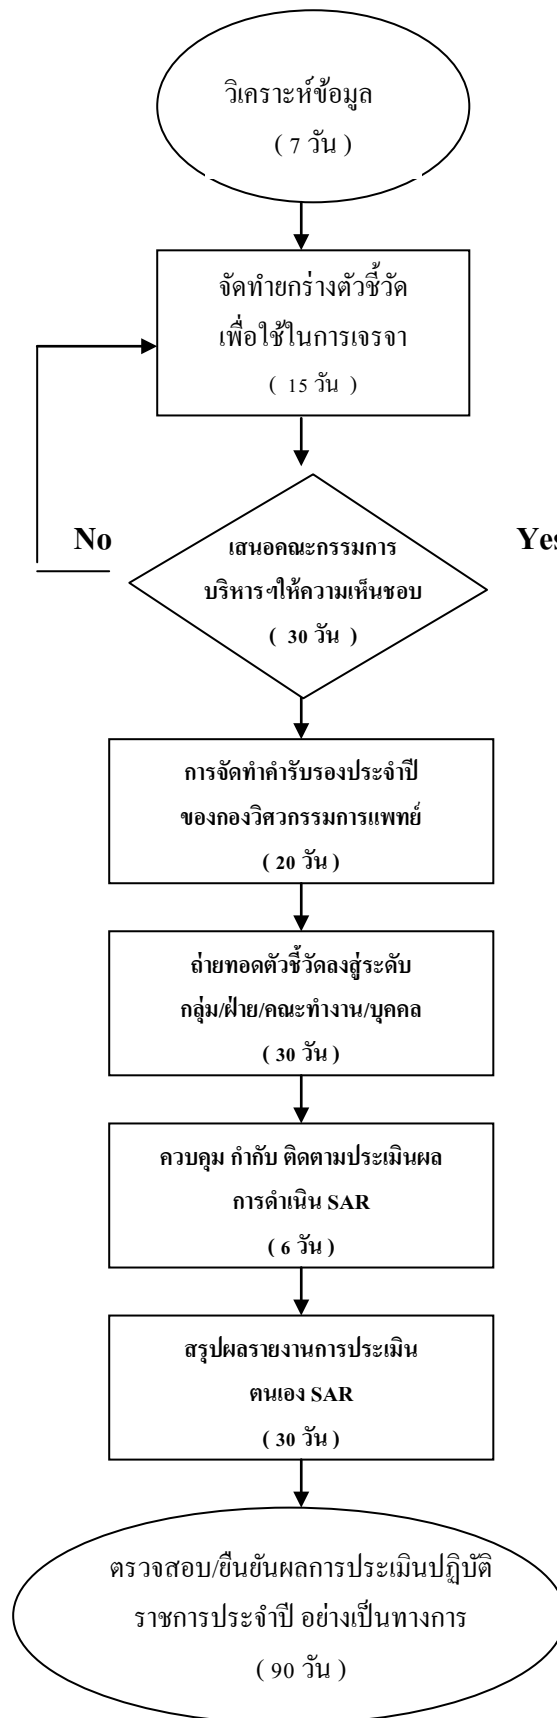 วิเคราะห์ข้อมูล
( 7 วัน )
จัดทำยกร่างตัวชี้วัด
เพื่อใช้ในการเจรจา
( 15 วัน )
No
Yes
เสนอคณะกรรมการ
บริหารฯให้ความเห็นชอบ
( 30 วัน )
การจัดทำคำรับรองประจำปี
ของกองวิศวกรรมการแพทย์
( 20 วัน )
ถ่ายทอดตัวชี้วัดลงสู่ระดับ
กลุ่ม/ฝ่าย/คณะทำงาน/บุคคล
( 30 วัน )
ควบคุม กำกับ ติดตามประเมินผล
การดำเนิน SAR
( 6 วัน )
สรุปผลรายงานการประเมิน
ตนเอง SAR
( 30 วัน )
ตรวจสอบ/ยืนยันผลการประเมินปฏิบัติ
ราชการประจำปี อย่างเป็นทางการ
( 90 วัน )